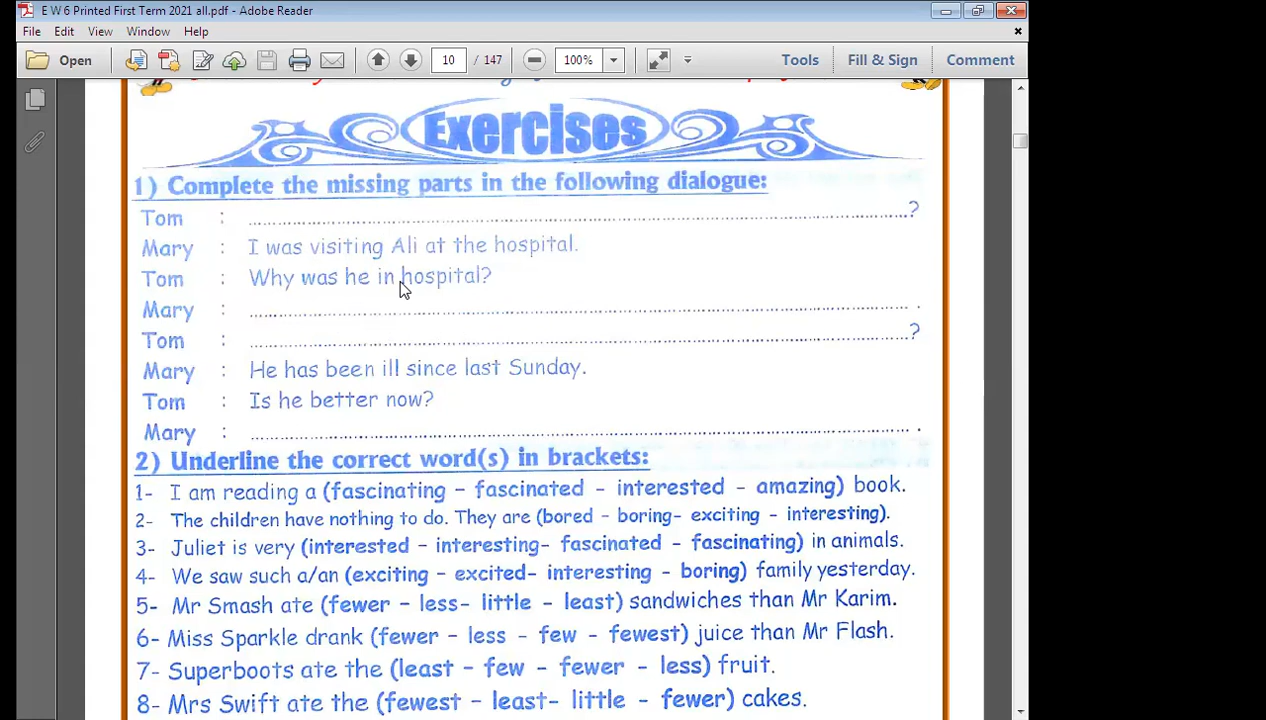 E W 6 Printed First Term 2021 all.pdf - Adobe Reader
File Edit View Window Help
Open 10 / 147 100% Tools Fill & Sign Comment
Exercises
1) Complete the missing parts in the following dialogue:
Tom : ..............................?
Mary : I was visiting Ali at the hospital.
Tom : Why was he in hospital?
Mary : ...............................
Tom : ..............................?
Mary : He has been ill since last Sunday.
Tom : Is he better now?
Mary : ...............................
2) Underline the correct word(s) in brackets:
1- I am reading a (fascinating - fascinated - interested - amazing) book.
2- The children have nothing to do. They are (bored - boring- exciting - interesting).
3- Juliet is very (interested - interesting- fascinated - fascinating) in animals.
4- We saw such a/an (exciting - excited- interesting - boring) family yesterday.
5- Mr Smash ate (fewer - less- little - least) sandwiches than Mr Karim.
6- Miss Sparkle drank (fewer - less - few - fewest) juice than Mr Flash.
7- Superboots ate the (least - few - fewer - less) fruit.
8- Mrs Swift ate the (fewest - least- little - fewer) cakes.